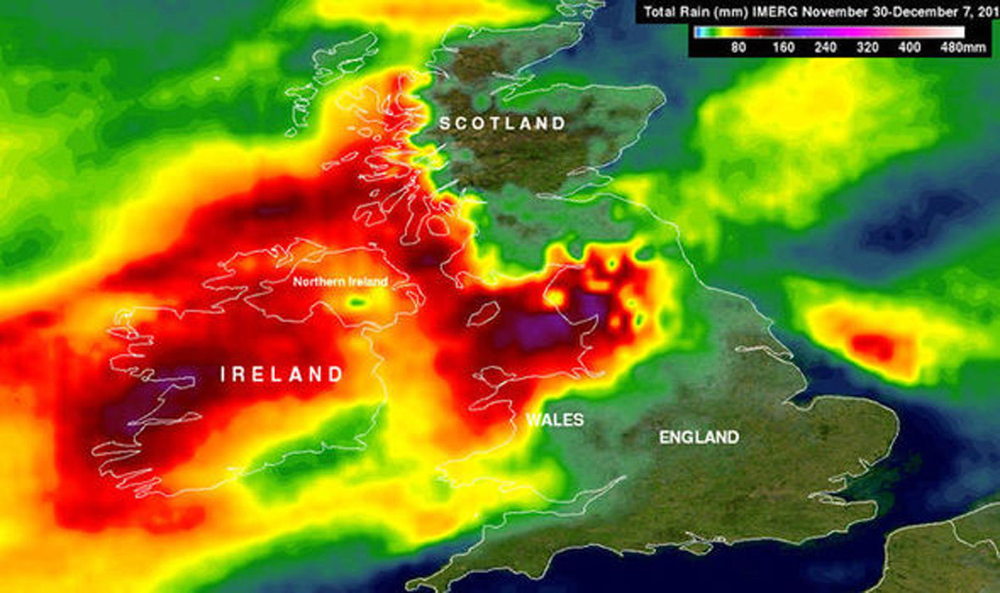 Total Rain (mm) IMERG November 30-December 7, 201
80 160 240 320 400 480mm
SCOTLAND
Northern Ireland
IRELAND
WALES
ENGLAND